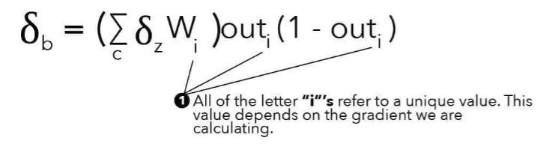 δb = (∑c δz Wi )outi (1 - outi )
❶ All of the letter "i"'s refer to a unique value. This
value depends on the gradient we are
calculating.